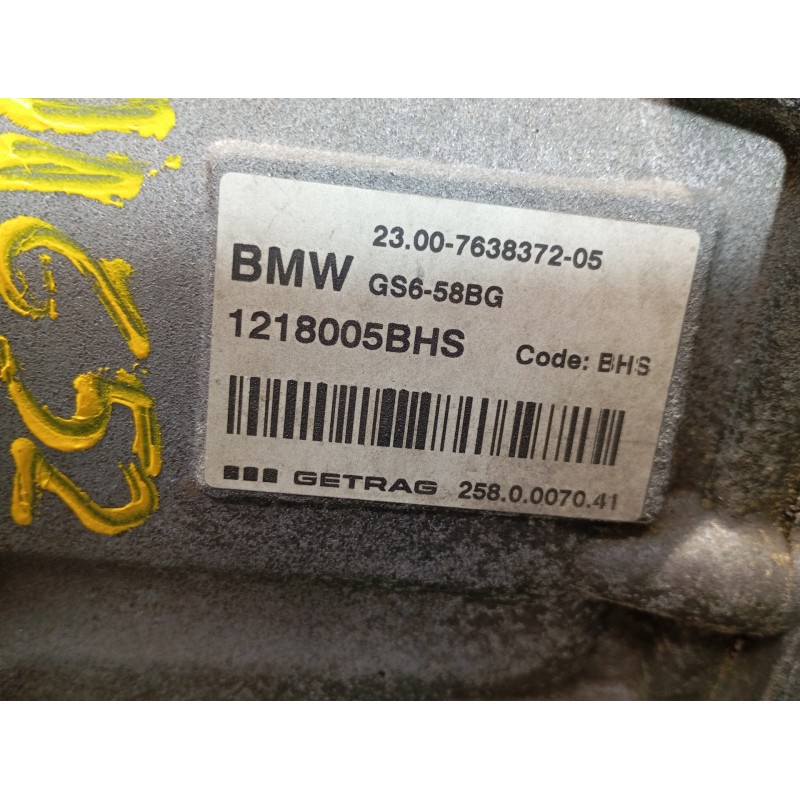 23.00-7638372-05
BMW GS6-58BG
1218005BHS Code: BHS
GETRAG 258.0.0070.41